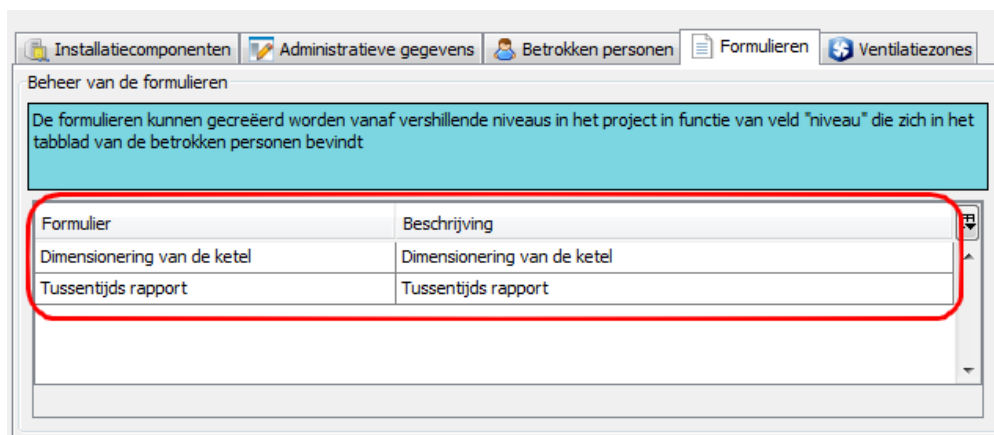 Installatiecomponenten Administratieve gegevens Betrokken personen Formulieren Ventilatiezones
Beheer van de formulieren
De formulieren kunnen gecreëerd worden vanaf vershillende niveaus in het project in functie van veld "niveau" die zich in het
tabblad van de betrokken personen bevindt
Formulier Beschrijving
Dimensionering van de ketel Dimensionering van de ketel
Tussentijds rapport Tussentijds rapport